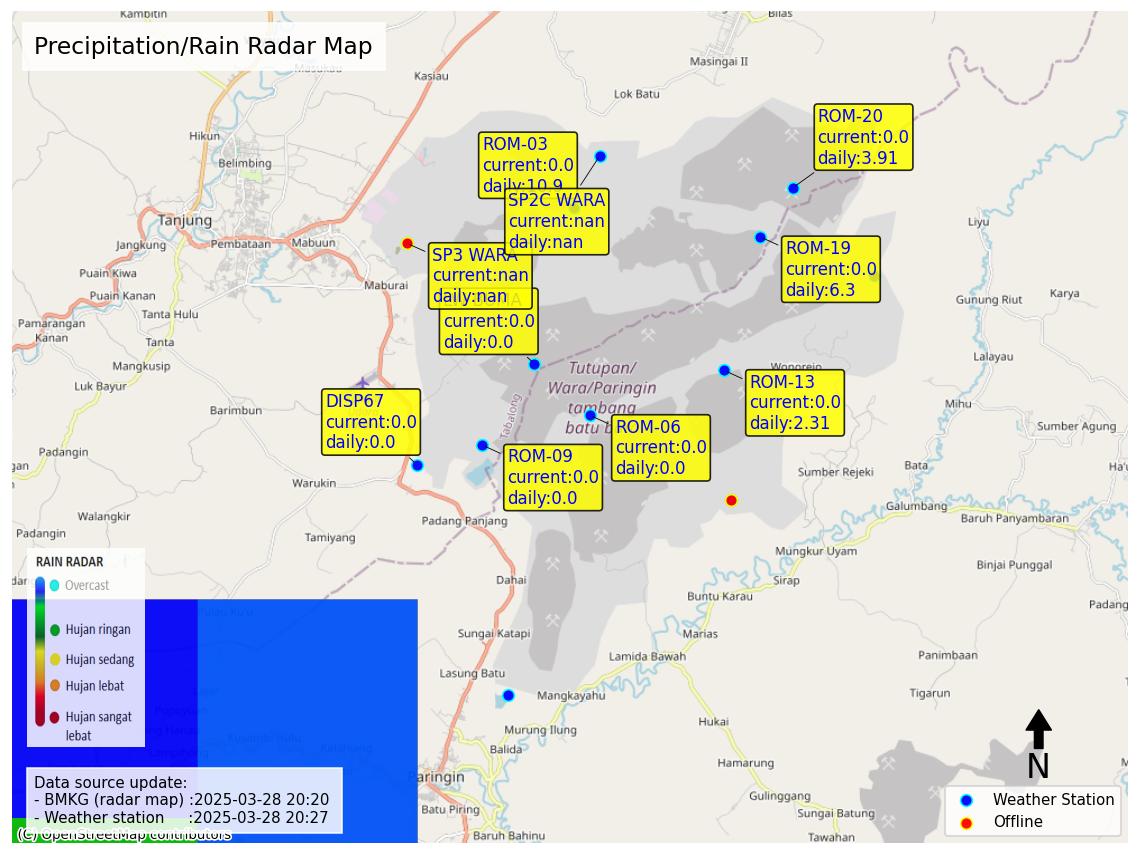 Kambitin
Bilas
Precipitation/Rain Radar Map
Masukau
Kasiau
Masingai II
Lok Batu
ROM-20
current:0.0
daily:3.91
Hikun
ROM-03
current:0.0
daily:10.9
Belimbing
SP2C WARA
current:nan
daily:nan
Tanjung
Liyu
Jangkung
Pembataan
Mabuun
ROM-19
current:0.0
daily:6.3
SP3 WARA
current:nan
daily:nan
Puain Kiwa
Maburai
Puain Kanan
Gunung Riut
Karya
Tanta Hulu
current:0.0
daily:0.0
Pamarangan
Kanan
Tanta
Mangkusip
Lalayau
Wonorejo
Tutupan/
Wara/Paringin
tambang
batu b
Luk Bayur
ROM-13
current:0.0
daily:2.31
Tabalong
DISP67
current:0.0
daily:0.0
Barimbun
Mihu
ROM-06
current:0.0
daily:0.0
Sumber Agung
Padangin
ROM-09
current:0.0
daily:0.0
Bata
Sumber Rejeki
Warukin
Galumbang
Walangkir
Padang Panjang
Baruh Panyambaran
Padangin
Tamiyang
Mungkur Uyam
Binjai Punggal
RAIN RADAR
Overcast
Hujan ringan
Hujan sedang
Hujan lebat
Hujan sangat
lebat
Dahai
Sirap
Buntu Karau
Padang
Sungai Katapi
Marias
Lamida Bawah
Panimbaan
Lasung Batu
Mangkayahu
Tarigun
Hukai
Murung Ilung
Balida
Hamarung
N
Paringin
Data source update:
- BMKG (radar map) :2025-03-28 20:20
- Weather station :2025-03-28 20:27
Gulinggang
Batu Piring
Sungai Batung
Weather Station
Offline
Baruh Bahinu
Tawahan
(C) OpenStreetMap contributors